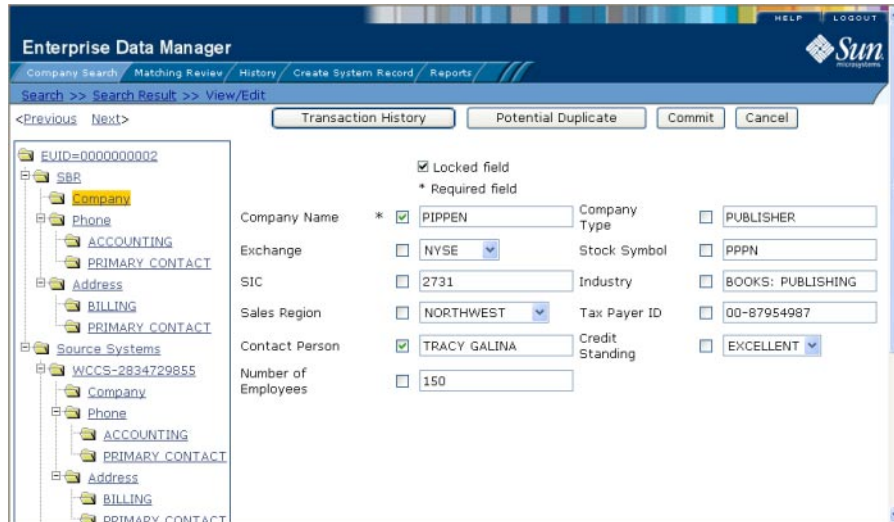 HELP LOGOUT
Enterprise Data Manager
Sun
microsystems
Company Search Matching Review History Create System Record Reports
Search >> Search Result >> View/Edit
<Previous Next>
Transaction History Potential Duplicate Commit Cancel
EUID=0000000002
SBR
Company
Phone
ACCOUNTING
PRIMARY CONTACT
Address
BILLING
PRIMARY CONTACT
Source Systems
WCCS-2834729855
Company
Phone
ACCOUNTING
PRIMARY CONTACT
Address
BILLING
PRIMARY CONTACT
Locked field
* Required field
Company Name * PIPPEN
Company Type PUBLISHER
Exchange NYSE
Stock Symbol PPPN
SIC 2731
Industry BOOKS: PUBLISHING
Sales Region NORTHWEST
Tax Payer ID 00-87954987
Contact Person TRACY GALINA
Credit Standing EXCELLENT
Number of Employees 150